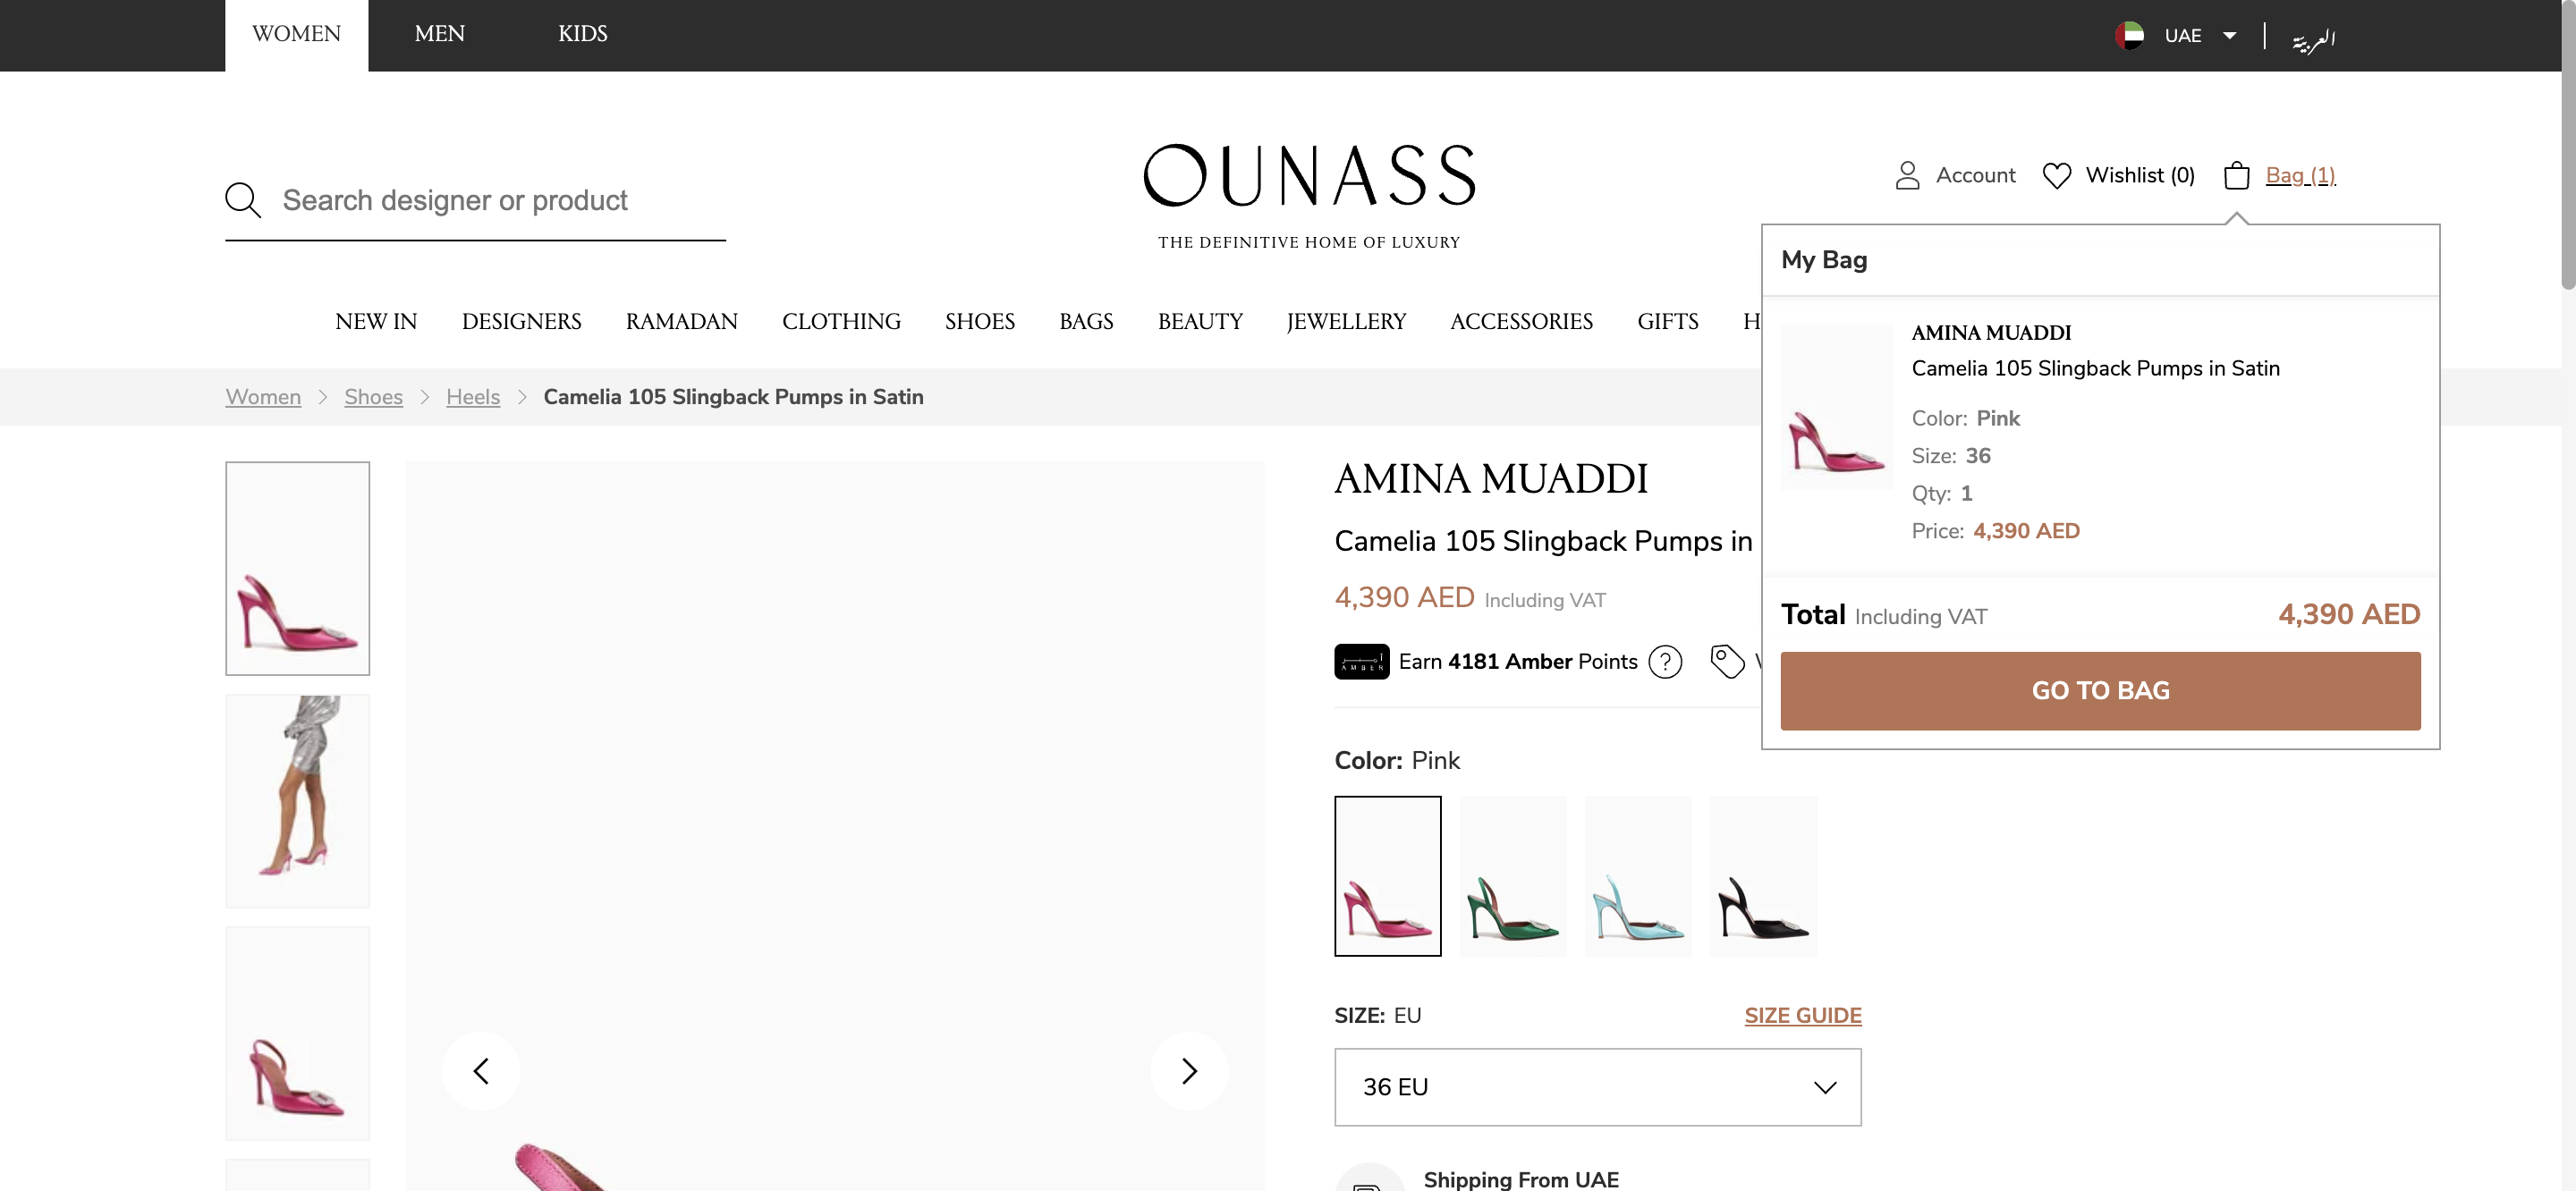 WOMEN
MEN
KIDS
UAE
العربية
Search designer or product
OUNASS
THE DEFINITIVE HOME OF LUXURY
Account
Wishlist (0)
Bag (1)
NEW IN
DESIGNERS
RAMADAN
CLOTHING
SHOES
BAGS
BEAUTY
JEWELLERY
ACCESSORIES
GIFTS
Women
Shoes
Heels
Camelia 105 Slingback Pumps in Satin
My Bag
AMINA MUADDI
Camelia 105 Slingback Pumps in Satin
Color: Pink
Size: 36
Qty: 1
Price: 4,390 AED
Total Including VAT
4,390 AED
GO TO BAG
AMINA MUADDI
Camelia 105 Slingback Pumps in
4,390 AED Including VAT
AMBER
Earn 4181 Amber Points ?
Color: Pink
SIZE: EU
SIZE GUIDE
36 EU
Shipping From UAE